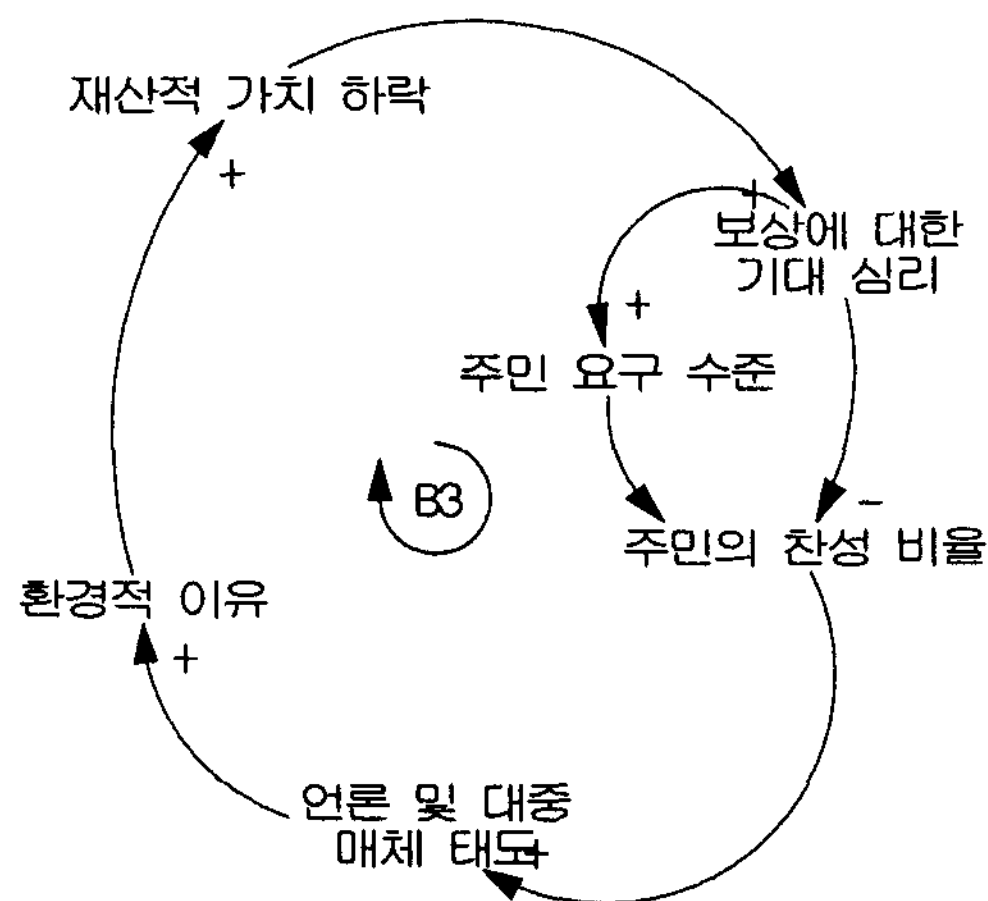 재산적 가치 하락
+
+
보상에 대한
기대 심리
+
주민 요구 수준
B3
-
주민의 찬성 비율
환경적 이유
+
언론 및 대중
매체 태도+